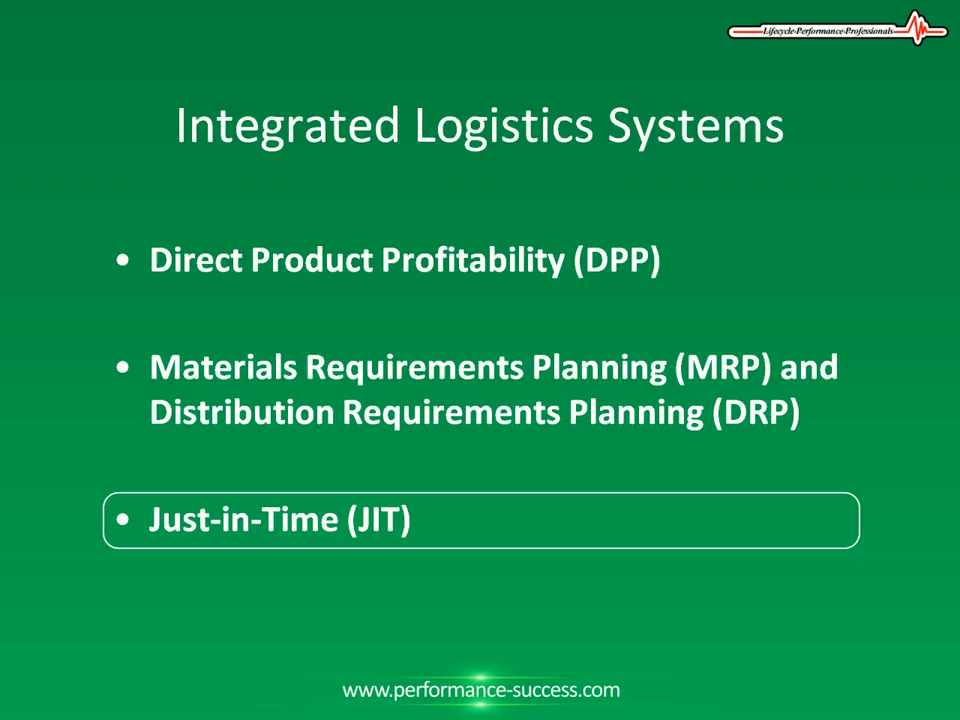 Lifecycle-Performance-Professionals
Integrated Logistics Systems
• Direct Product Profitability (DPP)
• Materials Requirements Planning (MRP) and
Distribution Requirements Planning (DRP)
• Just-in-Time (JIT)
www.performance-success.com